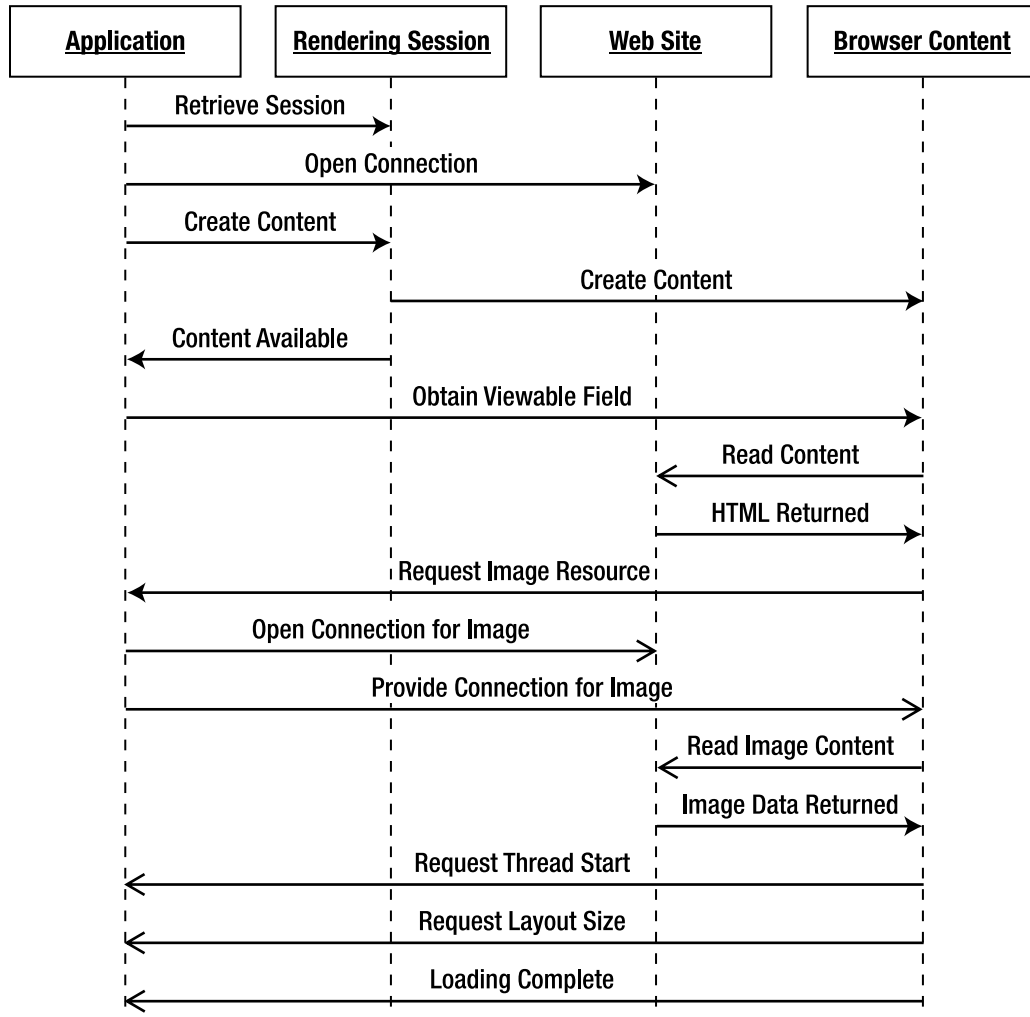 Application
Rendering Session
Web Site
Browser Content
Retrieve Session
Open Connection
Create Content
Create Content
Content Available
Obtain Viewable Field
Read Content
HTML Returned
Request Image Resource
Open Connection for Image
Provide Connection for Image
Read Image Content
Image Data Returned
Request Thread Start
Request Layout Size
Loading Complete